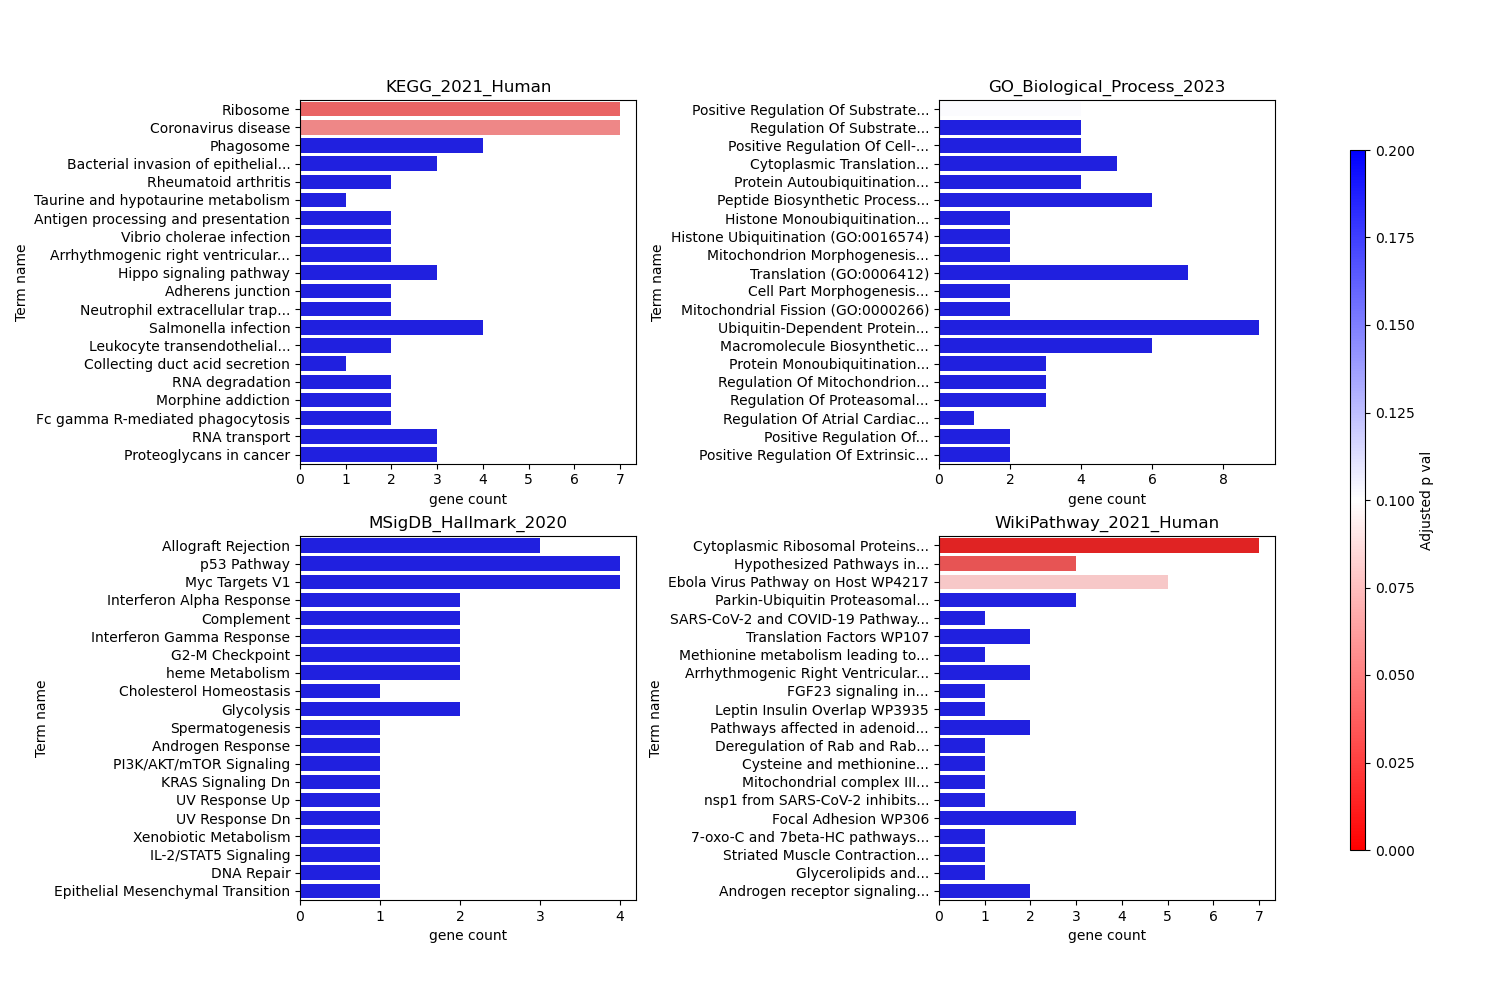 KEGG_2021_Human
Term name
Ribosome
Coronavirus disease
Phagosome
Bacterial invasion of epithelial...
Rheumatoid arthritis
Taurine and hypotaurine metabolism
Antigen processing and presentation
Vibrio cholerae infection
Arrhythmogenic right ventricular...
Hippo signaling pathway
Adherens junction
Neutrophil extracellular trap...
Salmonella infection
Leukocyte transendothelial...
Collecting duct acid secretion
RNA degradation
Morphine addiction
Fc gamma R-mediated phagocytosis
RNA transport
Proteoglycans in cancer
0 1 2 3 4 5 6 7
gene count
GO_Biological_Process_2023
Term name
Positive Regulation Of Substrate...
Regulation Of Substrate...
Positive Regulation Of Cell-...
Cytoplasmic Translation...
Protein Autoubiquitination...
Peptide Biosynthetic Process...
Histone Monoubiquitination...
Histone Ubiquitination (GO:0016574)
Mitochondrion Morphogenesis...
Translation (GO:0006412)
Cell Part Morphogenesis...
Mitochondrial Fission (GO:0000266)
Ubiquitin-Dependent Protein...
Macromolecule Biosynthetic...
Protein Monoubiquitination...
Regulation Of Mitochondrion...
Regulation Of Proteasomal...
Regulation Of Atrial Cardiac...
Positive Regulation Of...
Positive Regulation Of Extrinsic...
0 2 4 6 8
gene count
MSigDB_Hallmark_2020
Term name
Allograft Rejection
p53 Pathway
Myc Targets V1
Interferon Alpha Response
Complement
Interferon Gamma Response
G2-M Checkpoint
heme Metabolism
Cholesterol Homeostasis
Glycolysis
Spermatogenesis
Androgen Response
PI3K/AKT/mTOR Signaling
KRAS Signaling Dn
UV Response Up
UV Response Dn
Xenobiotic Metabolism
IL-2/STAT5 Signaling
DNA Repair
Epithelial Mesenchymal Transition
0 1 2 3 4
gene count
WikiPathway_2021_Human
Term name
Cytoplasmic Ribosomal Proteins...
Hypothesized Pathways in...
Ebola Virus Pathway on Host WP4217
Parkin-Ubiquitin Proteasomal...
SARS-CoV-2 and COVID-19 Pathway...
Translation Factors WP107
Methionine metabolism leading to...
Arrhythmogenic Right Ventricular...
FGF23 signaling in...
Leptin Insulin Overlap WP3935
Pathways affected in adenoid...
Deregulation of Rab and Rab...
Cysteine and methionine...
Mitochondrial complex III...
nsp1 from SARS-CoV-2 inhibits...
Focal Adhesion WP306
7-oxo-C and 7beta-HC pathways...
Striated Muscle Contraction...
Glycerolipids and...
Androgen receptor signaling...
0 1 2 3 4 5 6 7
gene count
0.200
0.175
0.150
0.125
0.100
0.075
0.050
0.025
0.000
Adjusted p val